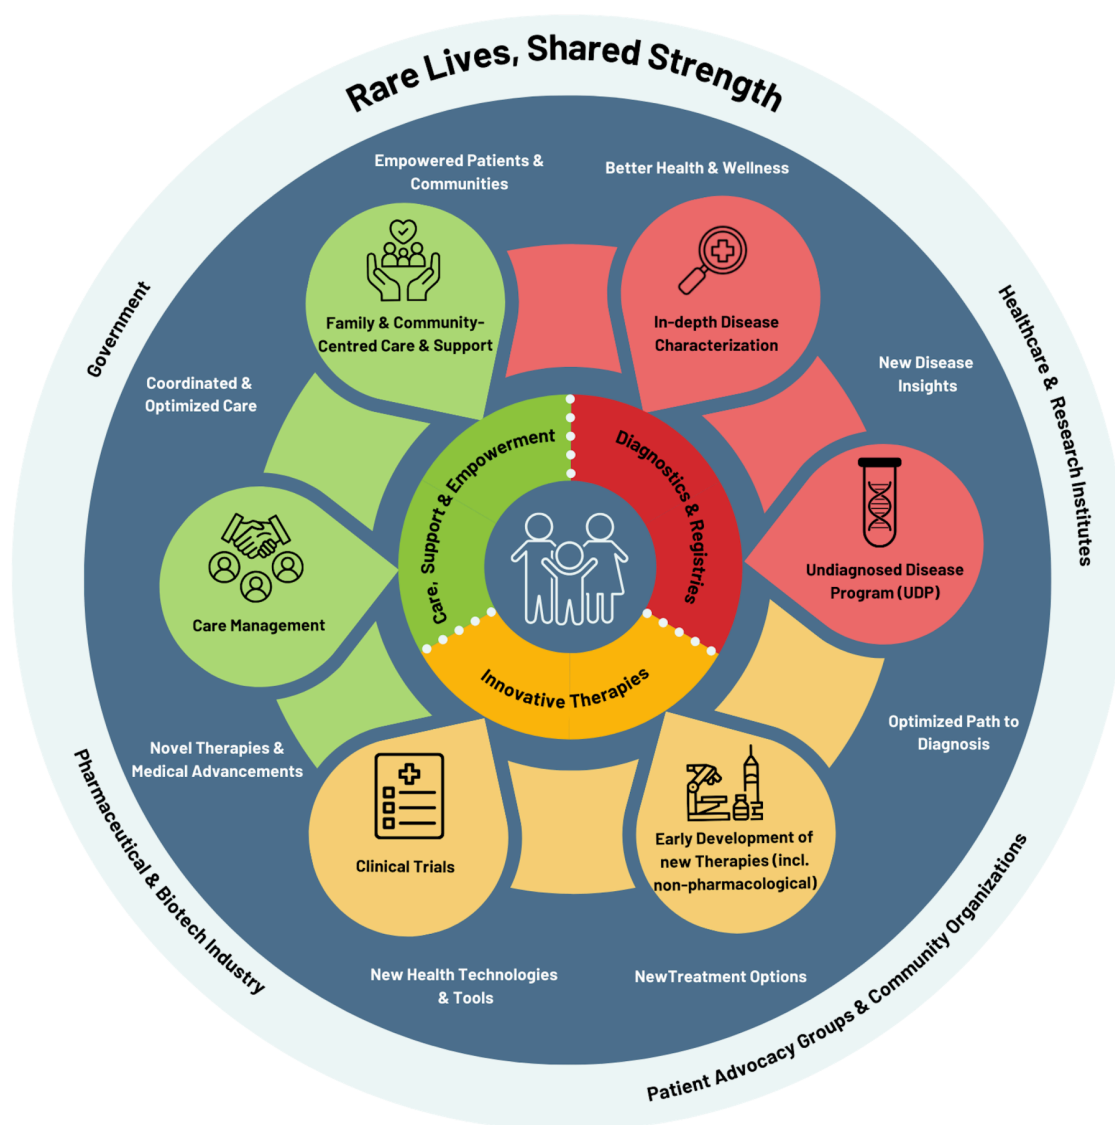 Rare Lives, Shared Strength
Empowered Patients &
Communities
Better Health & Wellness
Government
Healthcare & Research Institutes
Family & Community-
Centred Care & Support
In-depth Disease
Characterization
Coordinated &
Optimized Care
New Disease
Insights
Care, Support & Empowerment
Diagnostics & Registries
Innovative Therapies
Care Management
Undiagnosed Disease
Program (UDP)
Novel Therapies &
Medical Advancements
Optimized Path to
Diagnosis
Clinical Trials
Early Development of
new Therapies (incl.
non-pharmacological)
Pharmaceutical & Biotech Industry
Patient Advocacy Groups & Community Organizations
New Health Technologies
& Tools
NewTreatment Options